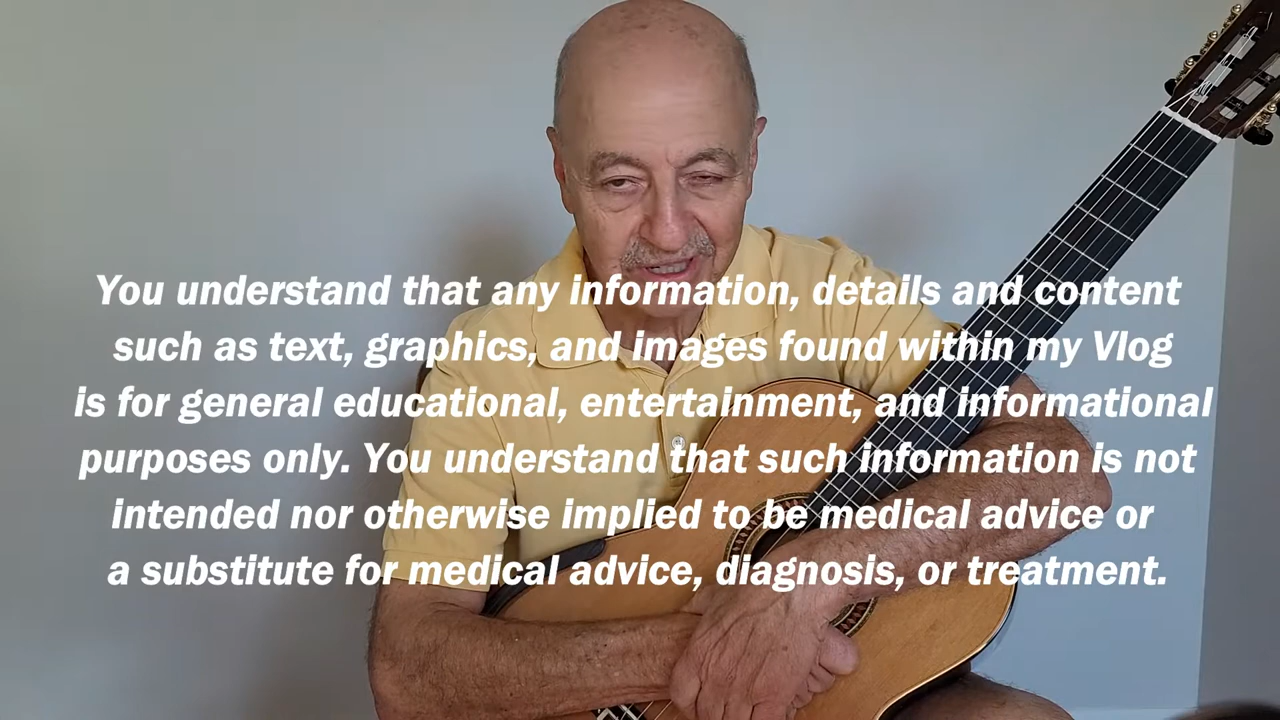 You understand that any information, details and content
such as text, graphics, and images found within my Vlog
is for general educational, entertainment, and informational
purposes only. You understand that such information is not
intended nor otherwise implied to be medical advice or
a substitute for medical advice, diagnosis, or treatment.